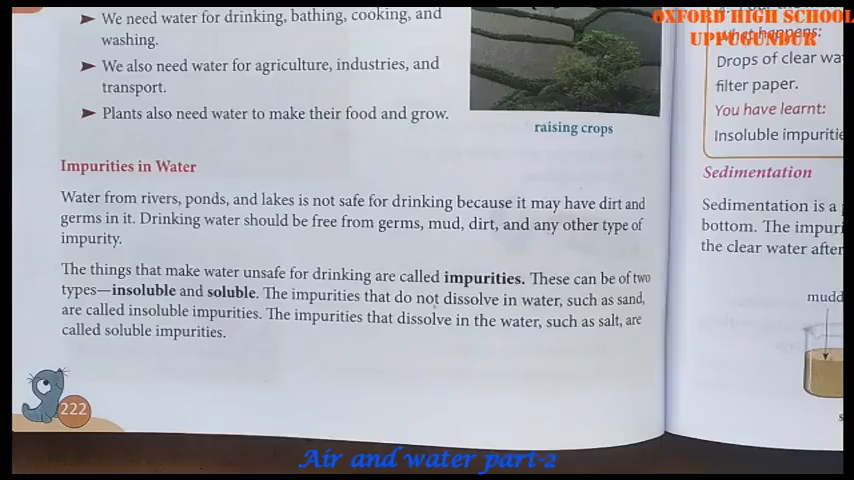 We need water for drinking, bathing, cooking, and
washing.
We also need water for agriculture, industries, and
transport.
Plants also need water to make their food and grow.
raising crops
Impurities in Water
Water from rivers, ponds, and lakes is not safe for drinking because it may have dirt and
germs in it. Drinking water should be free from germs, mud, dirt, and any other type of
impurity.
The things that make water unsafe for drinking are called impurities. These can be of two
types—insoluble and soluble. The impurities that do not dissolve in water, such as sand,
are called insoluble impurities. The impurities that dissolve in the water, such as salt, are
called soluble impurities.
222
OXFORD HIGH SCHOOL
UPPUGUNDUR
What happens:
Drops of clear wa
filter paper.
You have learnt:
Insoluble impuritie
Sedimentation
Sedimentation is a
bottom. The impuri
the clear water after
mudd
Air and water part-2